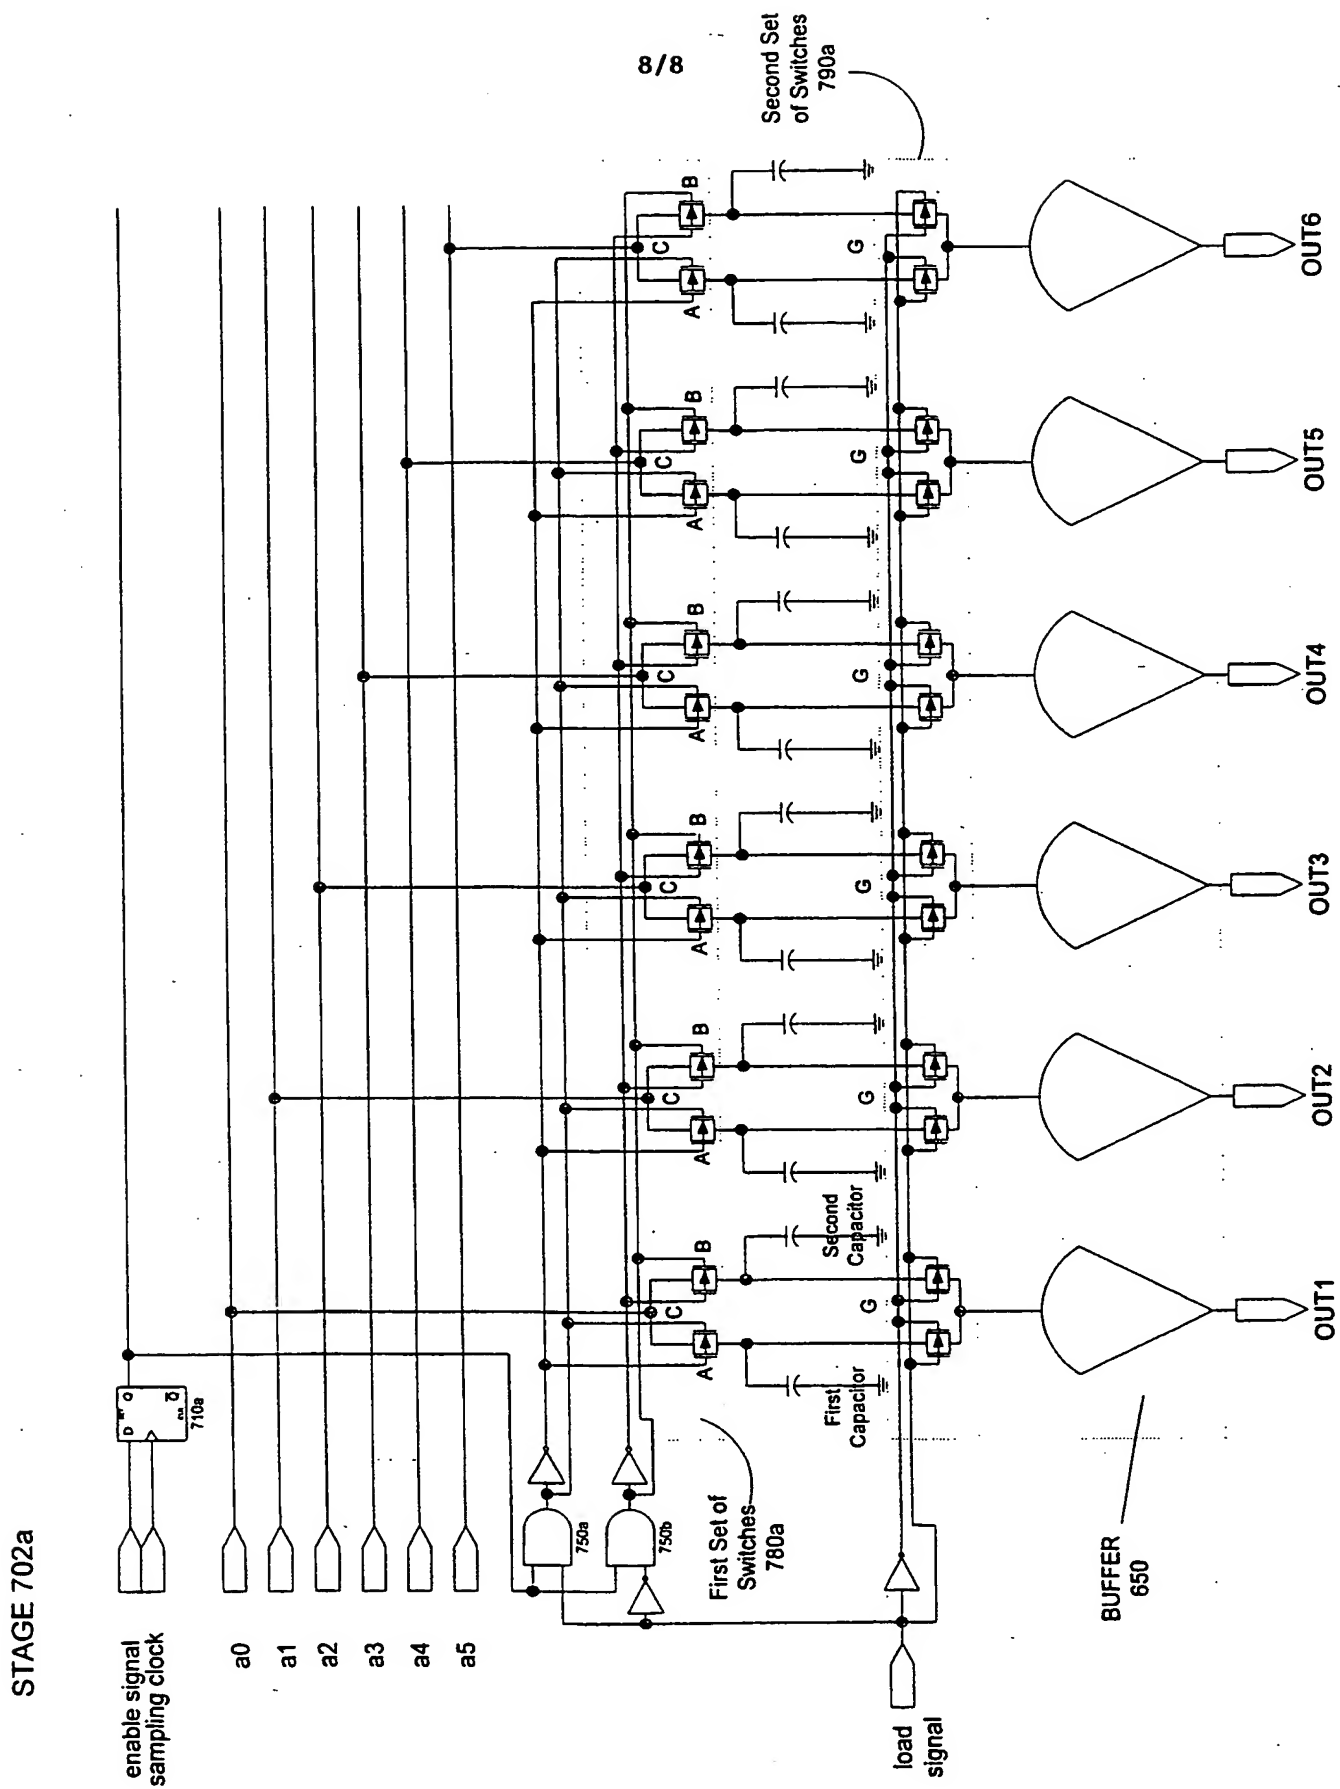 8/8
STAGE 702a
enable signal
sampling clock
a0
a1
a2
a3
a4
a5
load
signal
D
Q
Q
710a
750a
750b
First Set of
Switches
780a
Second Set
of Switches
790a
First
Capacitor
Second
Capacitor
A
C
B
G
A
C
B
G
A
C
B
G
A
C
B
G
A
C
B
G
A
C
B
G
BUFFER
650
OUT1
OUT2
OUT3
OUT4
OUT5
OUT6